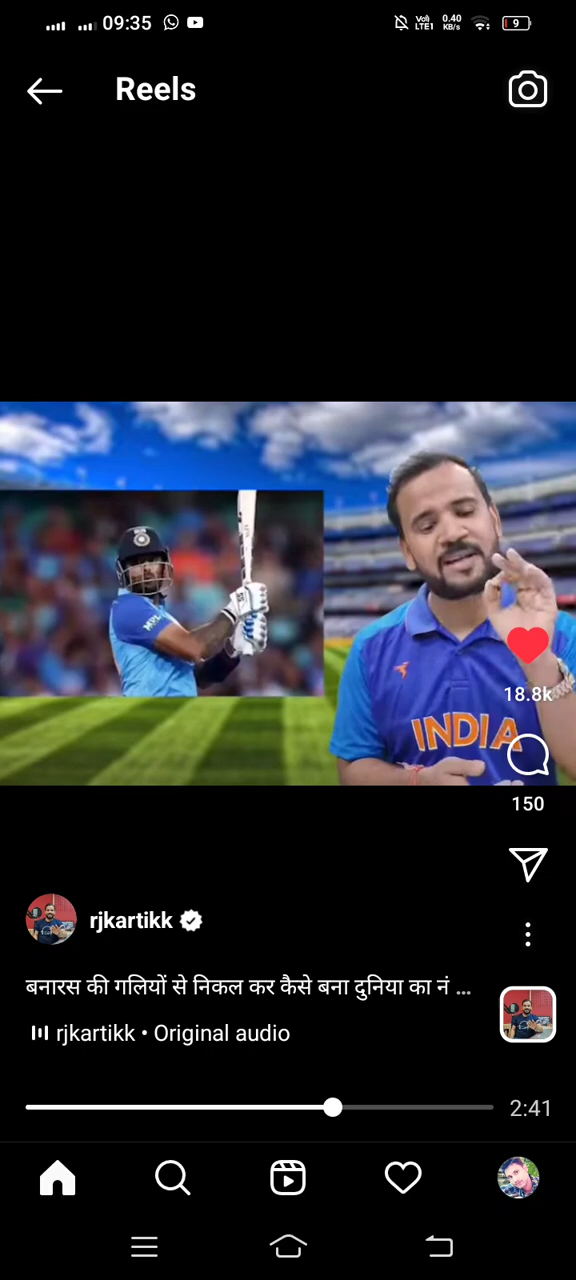 09:35
Vo) LTE1
0.40 KB/s
9
Reels
MPL
INDIA
18.8k
150
rjkartikk
बनारस की गलियों से निकल कर कैसे बना दुनिया का नं ...
rjkartikk • Original audio
2:41